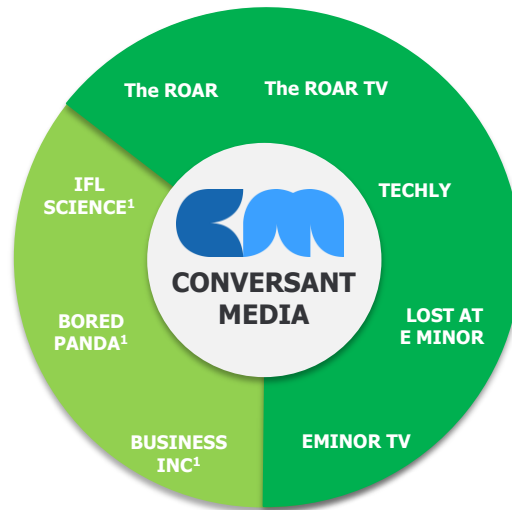 The ROAR
The ROAR TV
IFL
SCIENCE¹
TECHLY
CM
CONVERSANT
MEDIA
BORED
PANDA¹
LOST AT
E MINOR
BUSINESS
INC¹
EMINOR TV